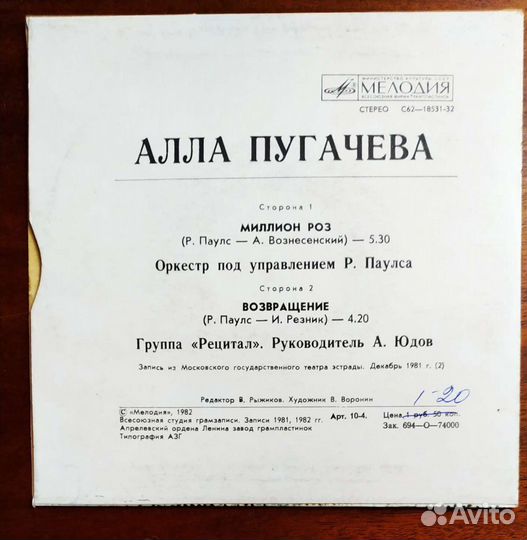 МИНИСТЕРСТВО КУЛЬТУРЫ СССР
МЕЛОДИЯ
ВСЕСОЮЗНАЯ ФИРМА ГРАМПЛАСТИНОК
СТЕРЕО С62—18531-32
АЛЛА ПУГАЧЕВА
Сторона 1
МИЛЛИОН РОЗ
(Р. Паулс — А. Вознесенский) — 5.30
Оркестр под управлением Р. Паулса
Сторона 2
ВОЗВРАЩЕНИЕ
(Р. Паулс — И. Резник) — 4.20
Группа «Рецитал». Руководитель А. Юдов
Запись из Московского государственного театра эстрады. Декабрь 1981 г. (2)
Редактор В. Рыжиков. Художник В. Воронин
1-20
© «Мелодия», 1982
Всесоюзная студия грамзаписи. Записи 1981, 1982 гг. Арт. 10-4. Цена 1 руб. 50 коп.
Апрелевский ордена Ленина завод грампластинок Зак. 694—О—74000
Типография АЗГ
Avito